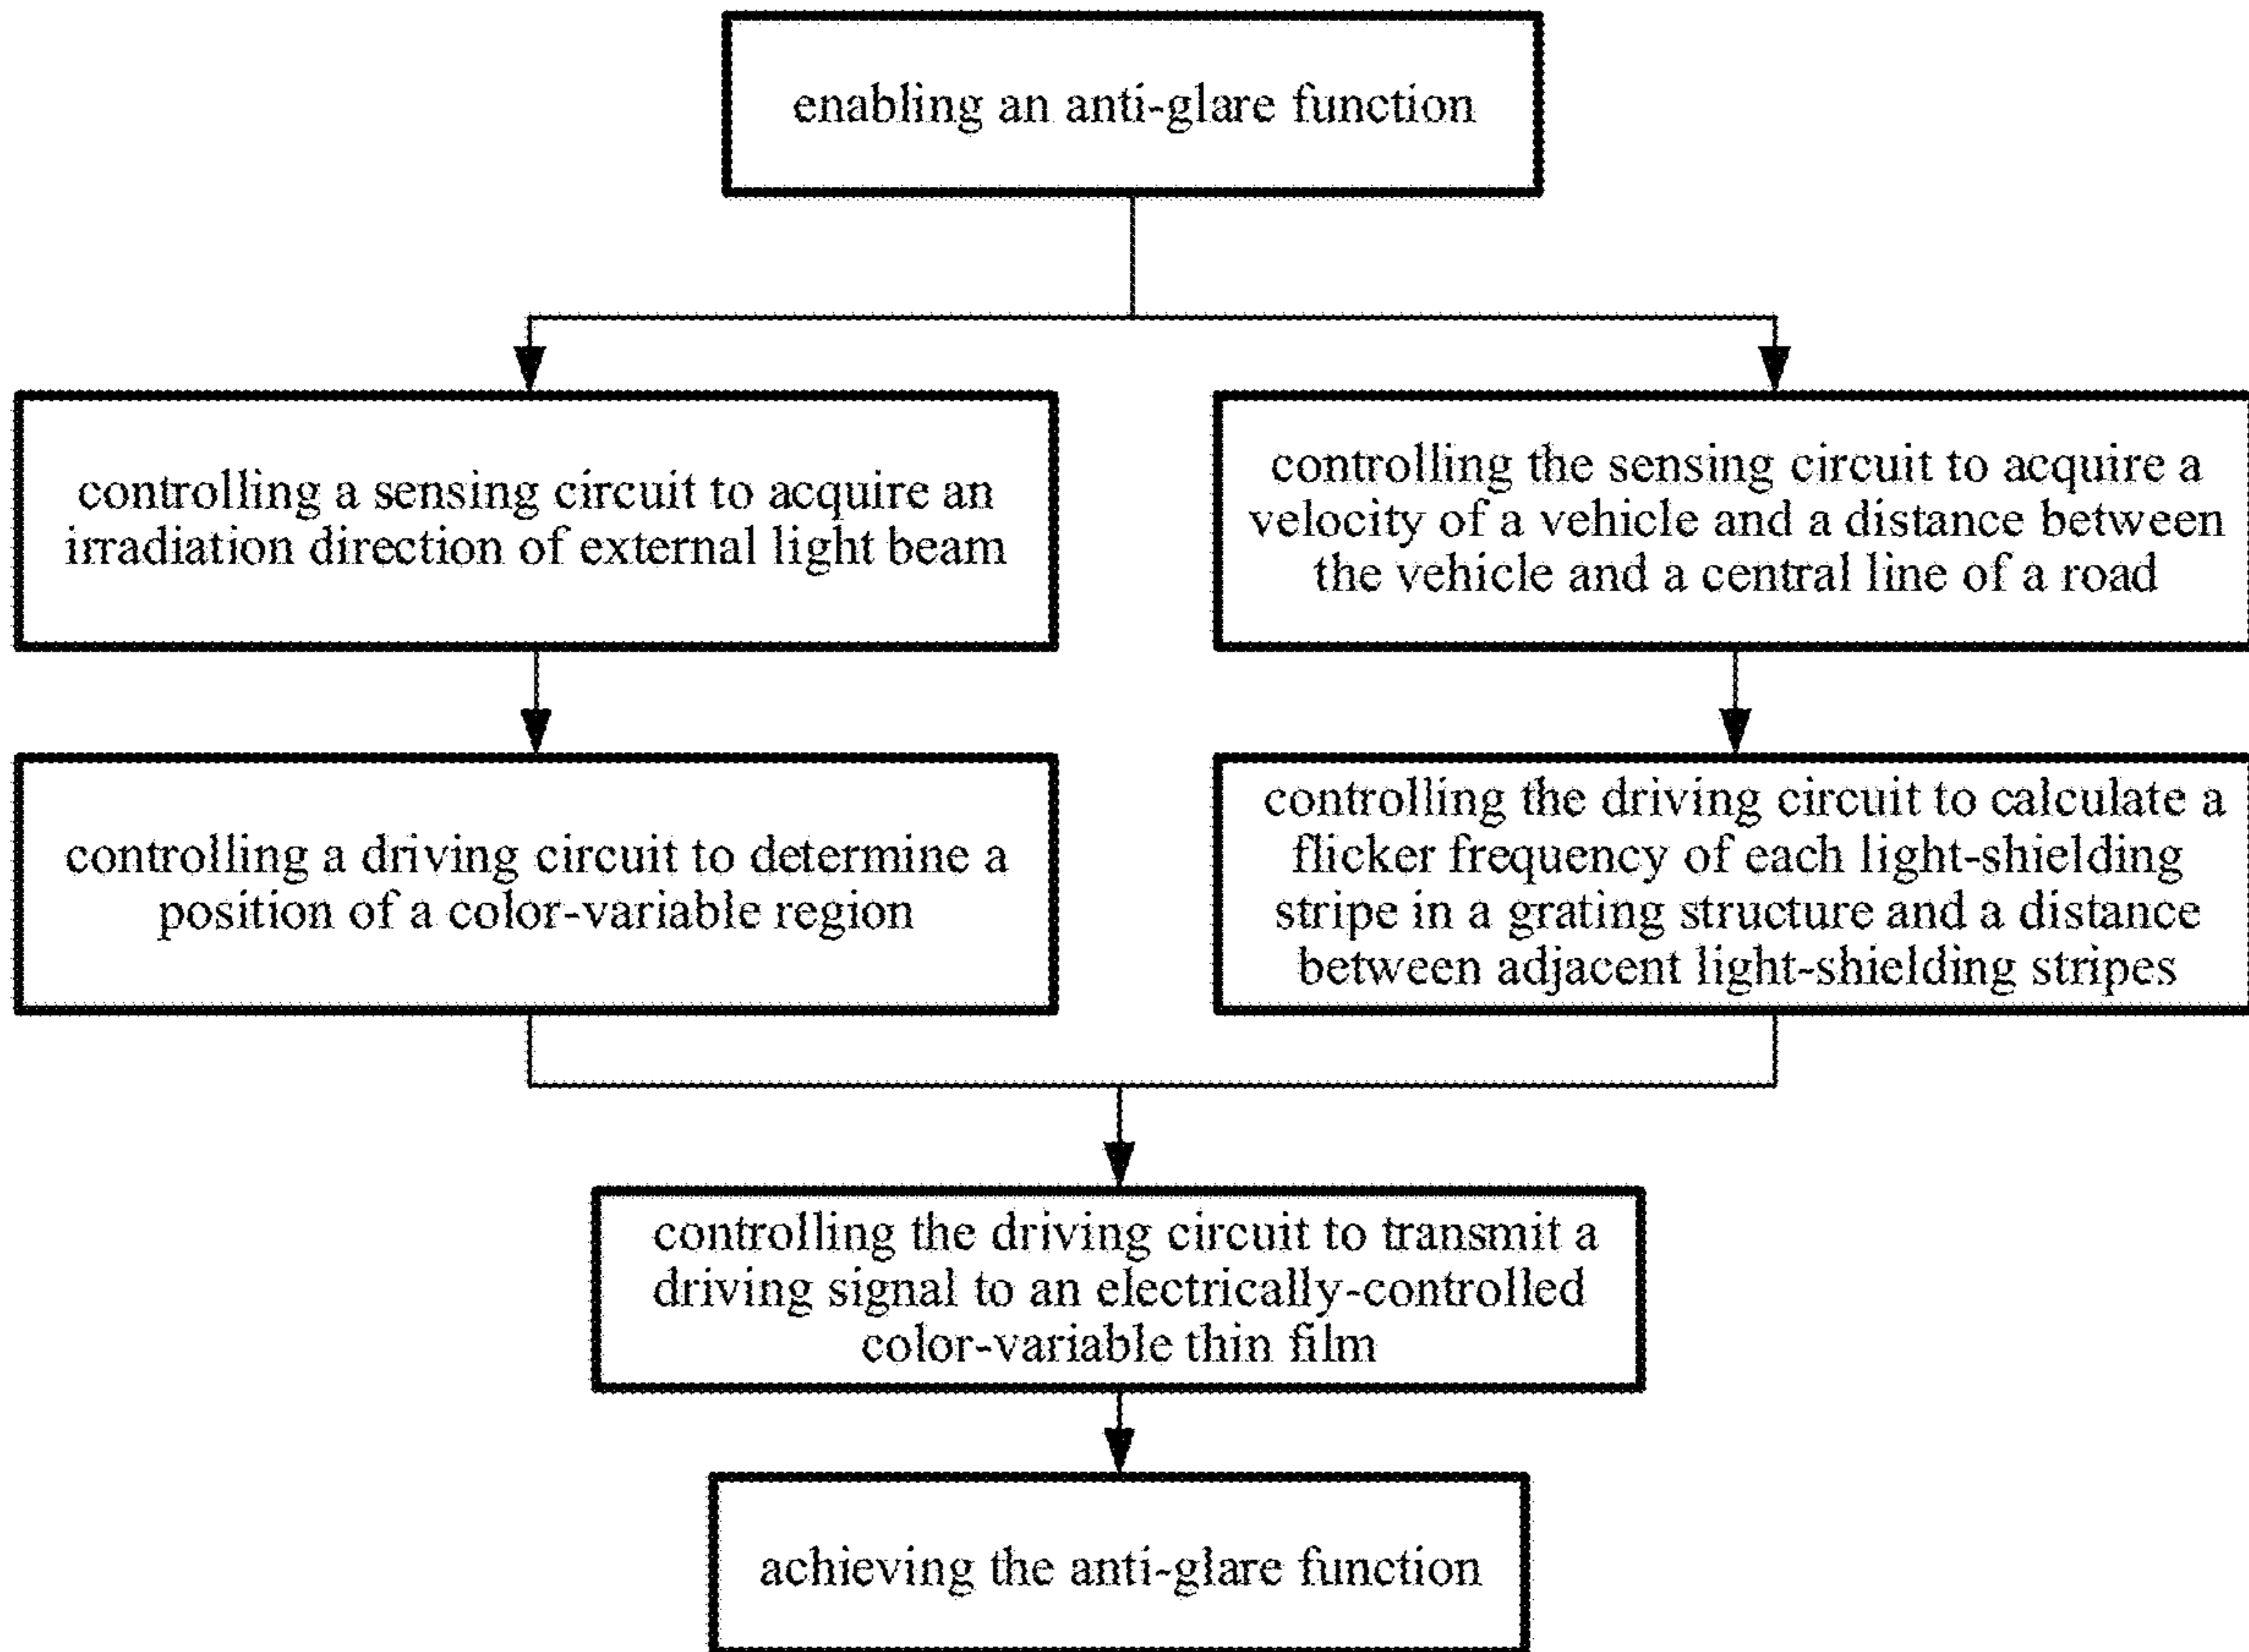 enabling an anti-glare function
controlling a sensing circuit to acquire an
irradiation direction of external light beam
controlling the sensing circuit to acquire a
velocity of a vehicle and a distance between
the vehicle and a central line of a road
controlling a driving circuit to determine a
position of a color-variable region
controlling the driving circuit to calculate a
flicker frequency of each light-shielding
stripe in a grating structure and a distance
between adjacent light-shielding stripes
controlling the driving circuit to transmit a
driving signal to an electrically-controlled
color-variable thin film
achieving the anti-glare function